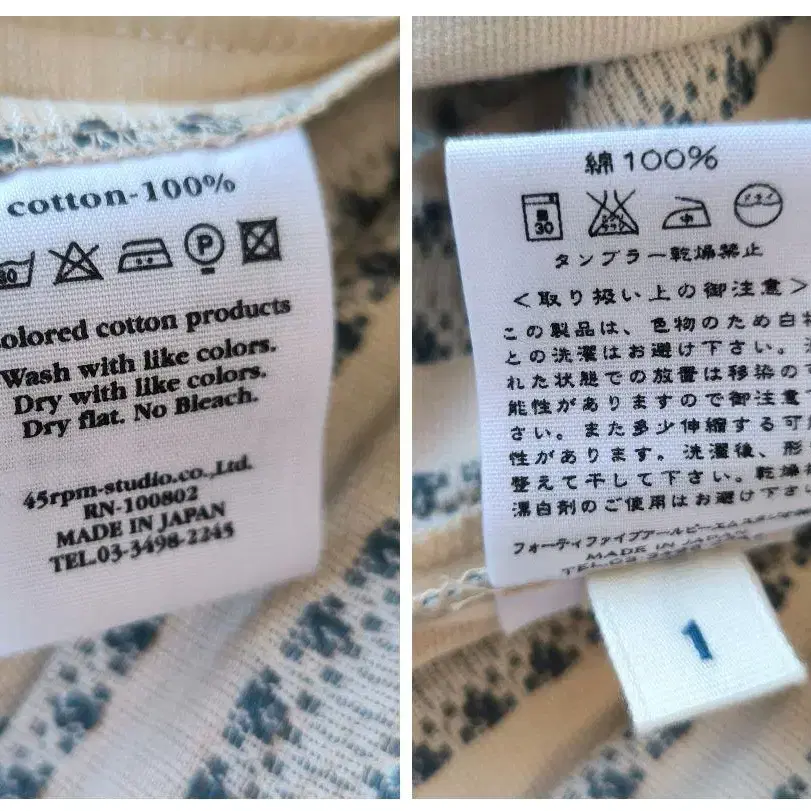 cotton-100%
30
P
olored cotton products
Wash with like colors.
Dry with like colors.
Dry flat. No Bleach.
45rpm-studio.co.,Ltd.
RN-100802
MADE IN JAPAN
TEL.03-3498-2245
綿100%
30
中
タンブラー乾燥禁止
<取り扱い上の御注意>
この製品は、色物のため白
との洗濯はお避け下さい。
れた状態での放置は移染の
能性がありますので御注意
さい。また多少伸縮する可
性があります。洗濯後、形
整えて干して下さい。乾燥
漂白剤のご使用はお避け下さ
フォーティファイブアールピーエム
MADE IN JAPAN
TEL.03
1